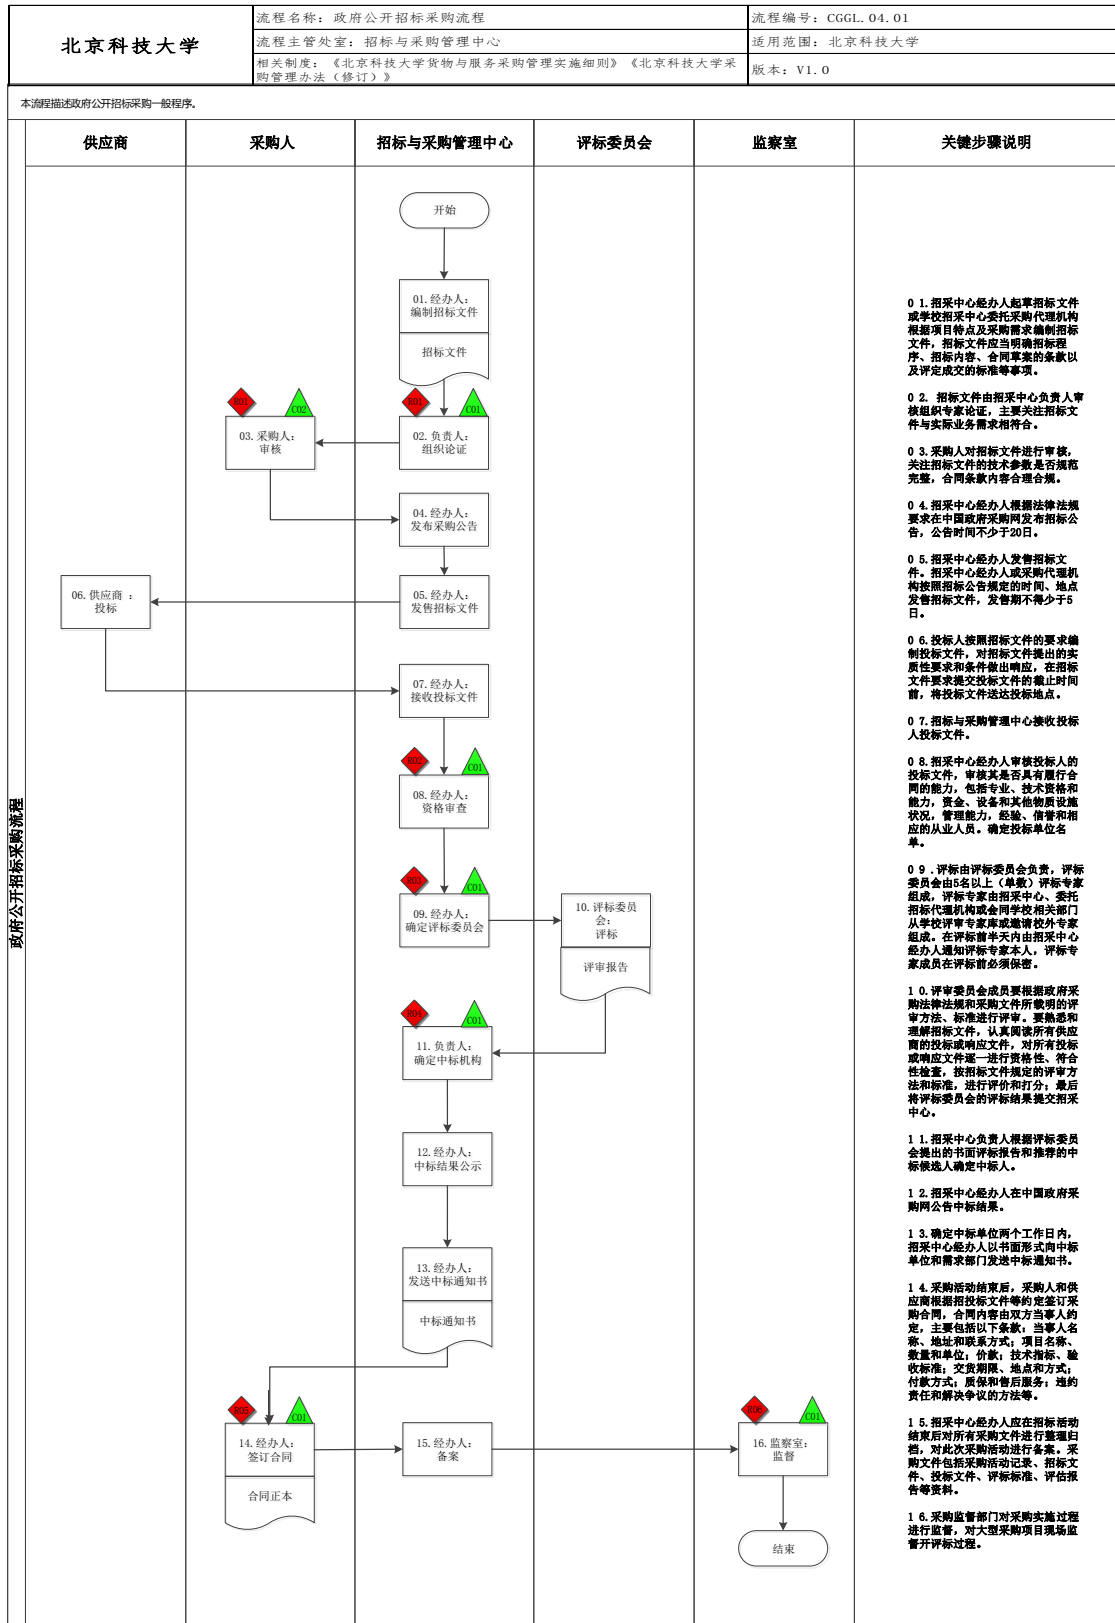 北京科技大学
流程名称：政府公开招标采购流程
流程编号：CGGL.04.01
流程主管处室：招标与采购管理中心
适用范围：北京科技大学
相关制度：《北京科技大学货物与服务采购管理实施细则》《北京科技大学采
购管理办法（修订）》
版本：V1.0
本流程描述政府公开招标采购一般程序。
供应商
采购人
招标与采购管理中心
评标委员会
监察室
关键步骤说明
政府公开招标采购流程
开始
01.经办人：
编制招标文件
招标文件
R01
C02
R01
C01
03.采购人：
审核
02.负责人：
组织论证
04.经办人：
发布采购公告
06.供应商：
投标
05.经办人：
发售招标文件
07.经办人：
接收投标文件
R02
C01
08.经办人：
资格审查
R03
C01
09.经办人：
确定评标委员会
10.评标委员
会：
评标
评审报告
R04
C01
11.负责人：
确定中标机构
12.经办人：
中标结果公示
13.经办人：
发送中标通知书
中标通知书
R05
C01
14.经办人：
签订合同
合同正本
15.经办人：
备案
R06
C01
16.监察室：
监督
结束
01.招采中心经办人起草招标文件
或学校招采中心委托采购代理机构
根据项目特点及采购需求编制招标
文件，招标文件应当明确招标程
序、招标内容、合同草案的条款以
及评定成交的标准等事项。
02. 招标文件由招采中心负责人审
核组织专家论证，主要关注招标文
件与实际业务需求相符合。
03.采购人对招标文件进行审核，
关注招标文件的技术参数是否规范
完整，合同条款内容合理合规。
04.招采中心经办人根据法律法规
要求在中国政府采购网发布招标公
告，公告时间不少于20日。
05.招采中心经办人发售招标文
件。招采中心经办人或采购代理机
构按照招标公告规定的时间、地点
发售招标文件，发售期不得少于5
日。
06.投标人按照招标文件的要求编
制投标文件，对招标文件提出的实
质性要求和条件做出响应，在招标
文件要求提交投标文件的截止时间
前，将投标文件送达投标地点。
07.招标与采购管理中心接收投标
人投标文件。
08.招采中心经办人审核投标人的
投标文件，审核其是否具有履行合
同的能力，包括专业、技术资格和
能力，资金、设备和其他物质设施
状况，管理能力，经验、信誉和相
应的从业人员。确定投标单位名
单。
09.评标由评标委员会负责，评标
委员会由5名以上（单数）评标专家
组成，评标专家由招采中心、委托
招标代理机构或会同学校相关部门
从学校评审专家库或邀请校外专家
组成。在评标前半天内由招采中心
经办人通知评标专家本人，评标专
家成员在评标前必须保密。
10.评审委员会成员要根据政府采
购法律法规和采购文件所载明的评
审方法、标准进行评审。要熟悉和
理解招标文件，认真阅读所有供应
商的投标或响应文件，对所有投标
或响应文件逐一进行资格性、符合
性检查，按招标文件规定的评审方
法和标准，进行评价和打分；最后
将评标委员会的评标结果提交招采
中心。
11.招采中心负责人根据评标委员
会提出的书面评标报告和推荐的中
标候选人确定中标人。
12.招采中心经办人在中国政府采
购网公告中标结果。
13.确定中标单位两个工作日内，
招采中心经办人以书面形式向中标
单位和需求部门发送中标通知书。
14.采购活动结束后，采购人和供
应商根据招投标文件等约定签订采
购合同，合同内容由双方当事人约
定，主要包括以下条款：当事人名
称、地址和联系方式；项目名称、
数量和单位；价款；技术指标、验
收标准；交货期限、地点和方式；
付款方式；质保和售后服务；违约
责任和解决争议的方法等。
15.招采中心经办人应在招标活动
结束后对所有采购文件进行整理归
档，对此次采购活动进行备案。采
购文件包括采购活动记录、招标文
件、投标文件、评标标准、评估报
告等资料。
16.采购监督部门对采购实施过程
进行监督，对大型采购项目现场监
督开评标过程。